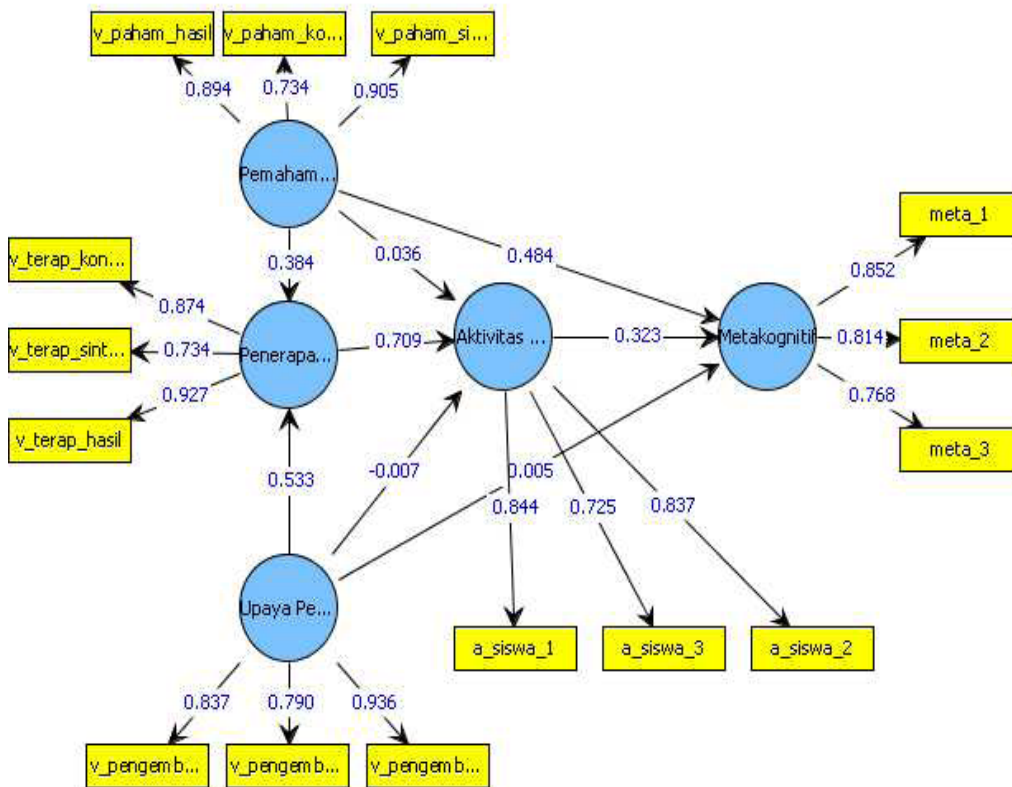 v_paham_hasil
v_paham_ko...
v_paham_si...
0.894
0.734
0.905
Pemaham...
meta_1
v_terap_kon...
0.384
0.036
0.484
0.852
0.874
v_terap_sint...
0.734
Penerapa...
0.709
Aktivitas ...
0.323
Metakognitif
0.814
meta_2
0.927
0.768
v_terap_hasil
meta_3
0.533
-0.007
0.005
0.844
0.725
0.837
Upaya Pe...
a_siswa_1
a_siswa_3
a_siswa_2
0.837
0.790
0.936
v_pengemb...
v_pengemb...
v_pengemb...